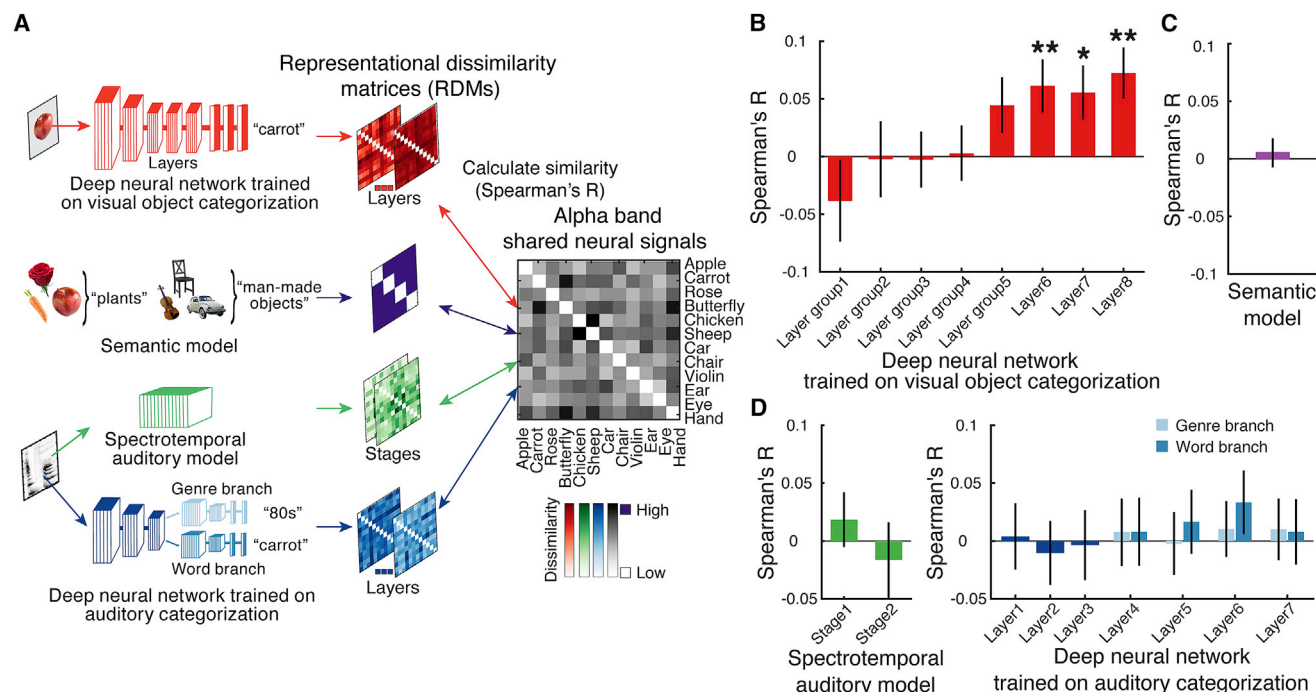 A
Representational dissimilarity
matrices (RDMs)
"carrot"
Layers
Deep neural network trained
on visual object categorization
Layers
Calculate similarity
(Spearman's R)
Alpha band
shared neural signals
"plants"
"man-made
objects"
Semantic model
Apple
Carrot
Rose
Butterfly
Chicken
Sheep
Car
Chair
Violin
Ear
Eye
Hand
Apple
Carrot
Rose
Butterfly
Chicken
Sheep
Car
Chair
Violin
Ear
Eye
Hand
Spectrotemporal
auditory model
Stages
Genre branch
"80s"
"carrot"
Word branch
Layers
Deep neural network trained on
auditory categorization
Dissimilarity
High
Low
B
Spearman's R
0.1
0.05
0
-0.05
-0.1
**
*
**
Layer group1
Layer group2
Layer group3
Layer group4
Layer group5
Layer6
Layer7
Layer8
Deep neural network
trained on visual object categorization
C
Spearman's R
0.1
0.05
0
-0.05
-0.1
Semantic
model
D
Spearman's R
0.1
0.05
0
-0.05
Stage1
Stage2
Spectrotemporal
auditory model
Spearman's R
0.1
0.05
0
-0.05
Genre branch
Word branch
Layer1
Layer2
Layer3
Layer4
Layer5
Layer6
Layer7
Deep neural network
trained on auditory categorization